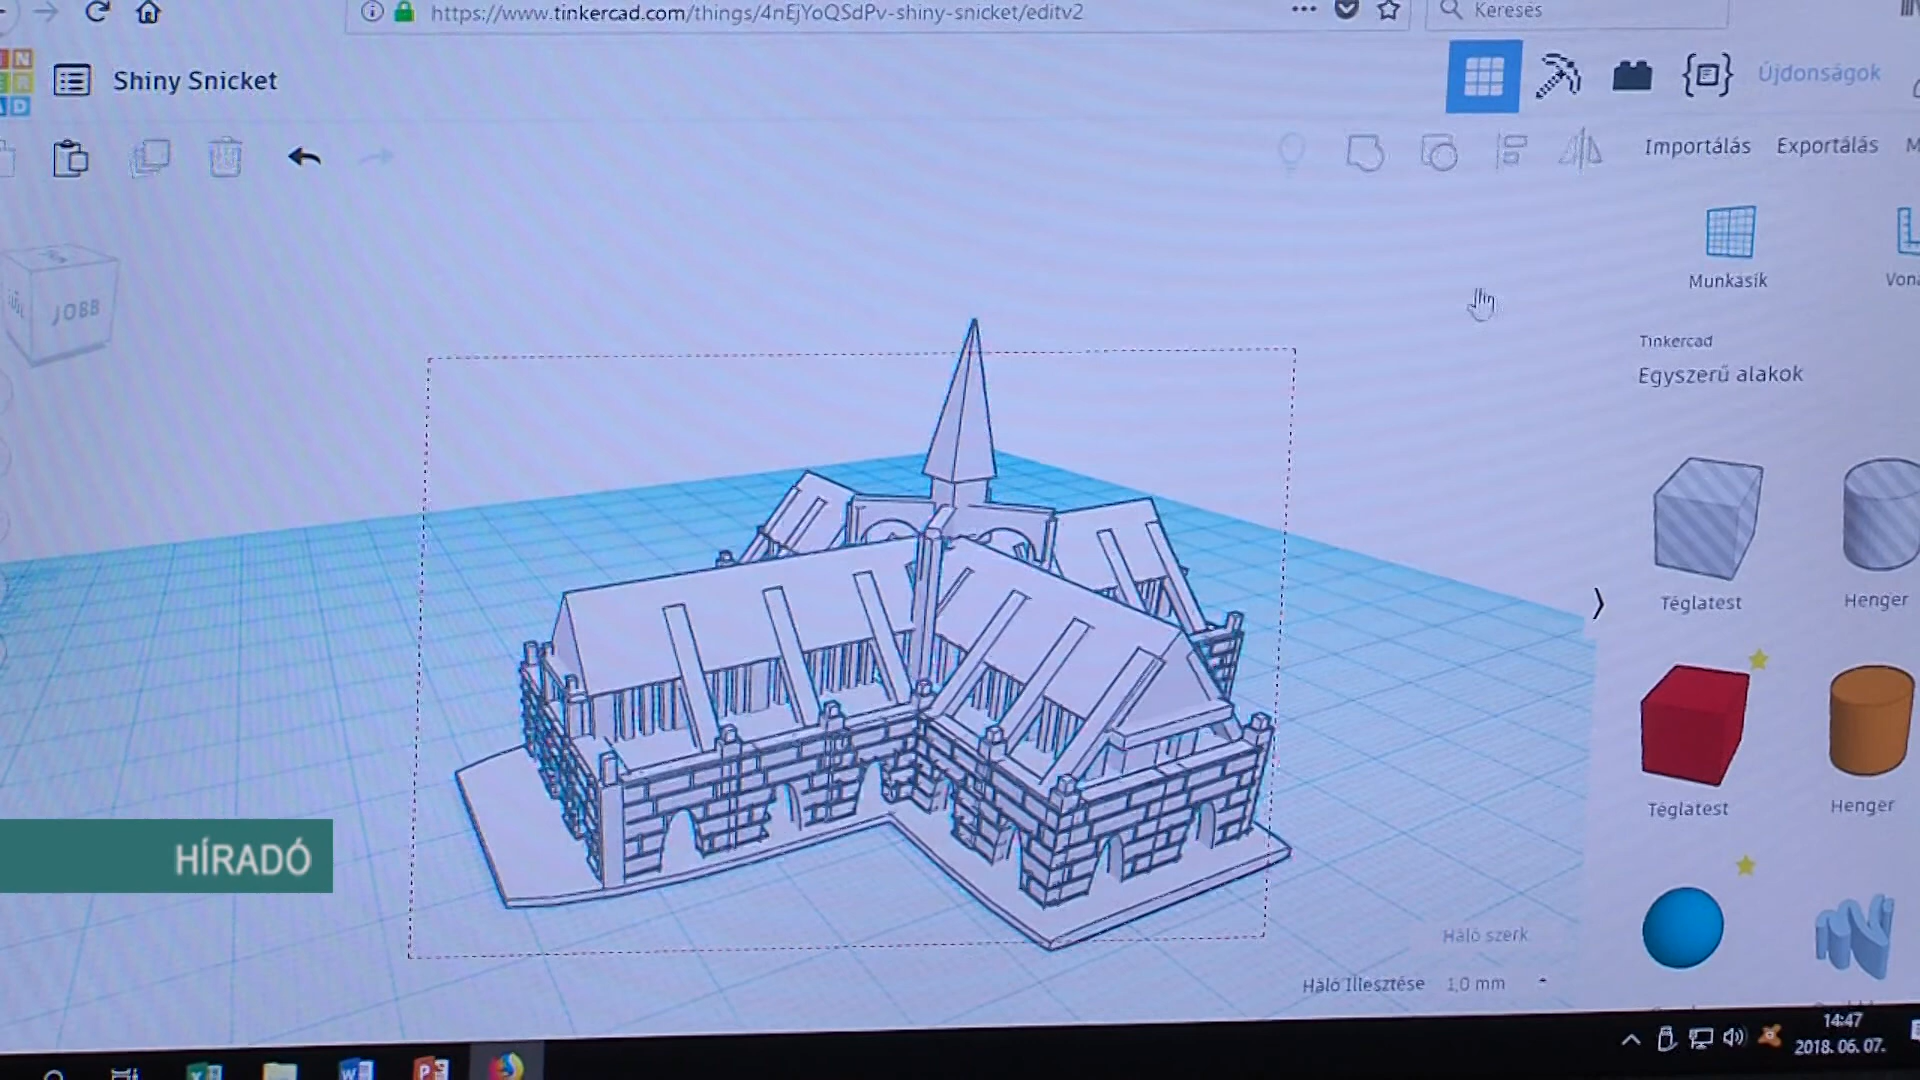 https://www.tinkercad.com/things/4nEjYoQSdPv-shiny-snicket/editv2
Keresés
Shiny Snicket
Újdonságok
Importálás
Exportálás
JOBB
Munkasík
Tinkercad
Egyszerű alakok
Téglatest
Henger
Téglatest
Henger
HÍRADÓ
Háló szerk
Háló Illesztése
1,0 mm
14:47
2018. 06. 07.